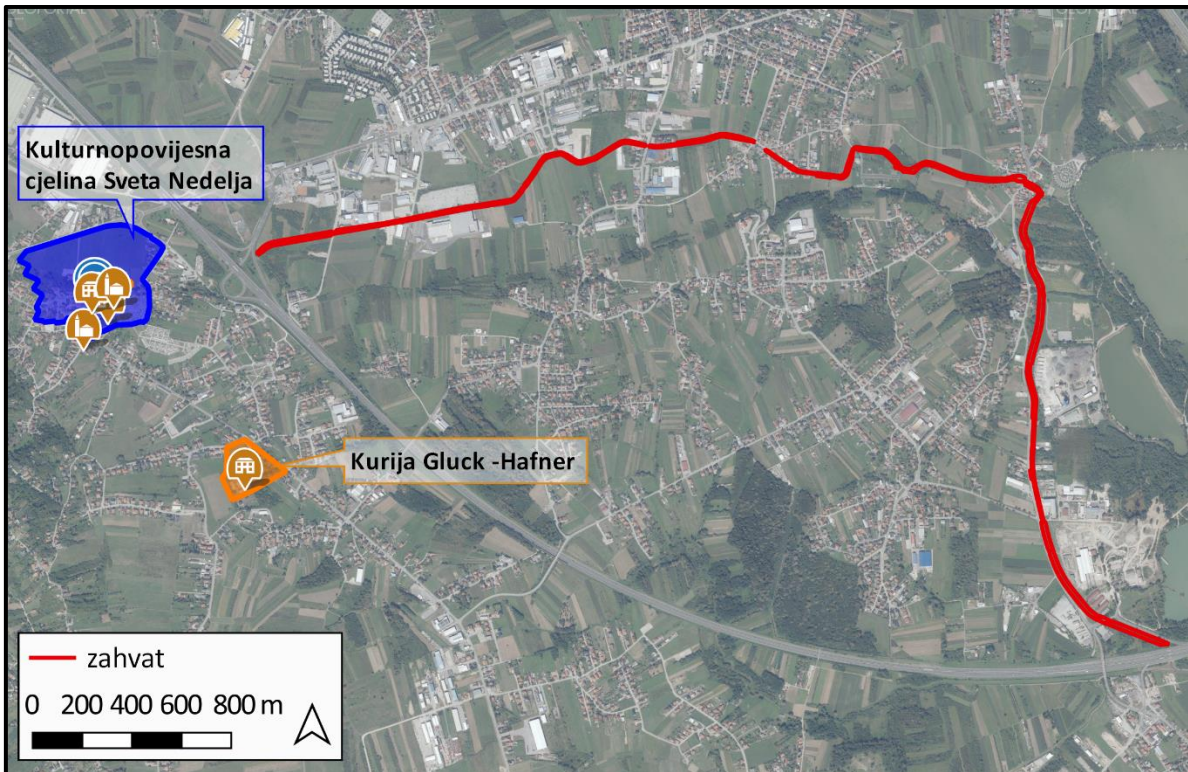 Kulturnopovijesna
cjelina Sveta Nedelja
Kurija Gluck -Hafner
zahvat
0 200 400 600 800 m